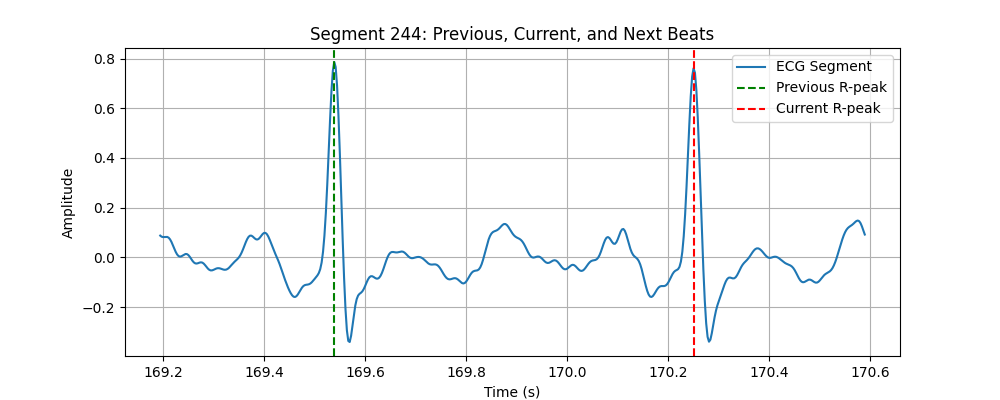 Segment 244: Previous, Current, and Next Beats
ECG Segment
Previous R-peak
Current R-peak
Amplitude
0.8
0.6
0.4
0.2
0.0
−0.2
169.2 169.4 169.6 169.8 170.0 170.2 170.4 170.6
Time (s)